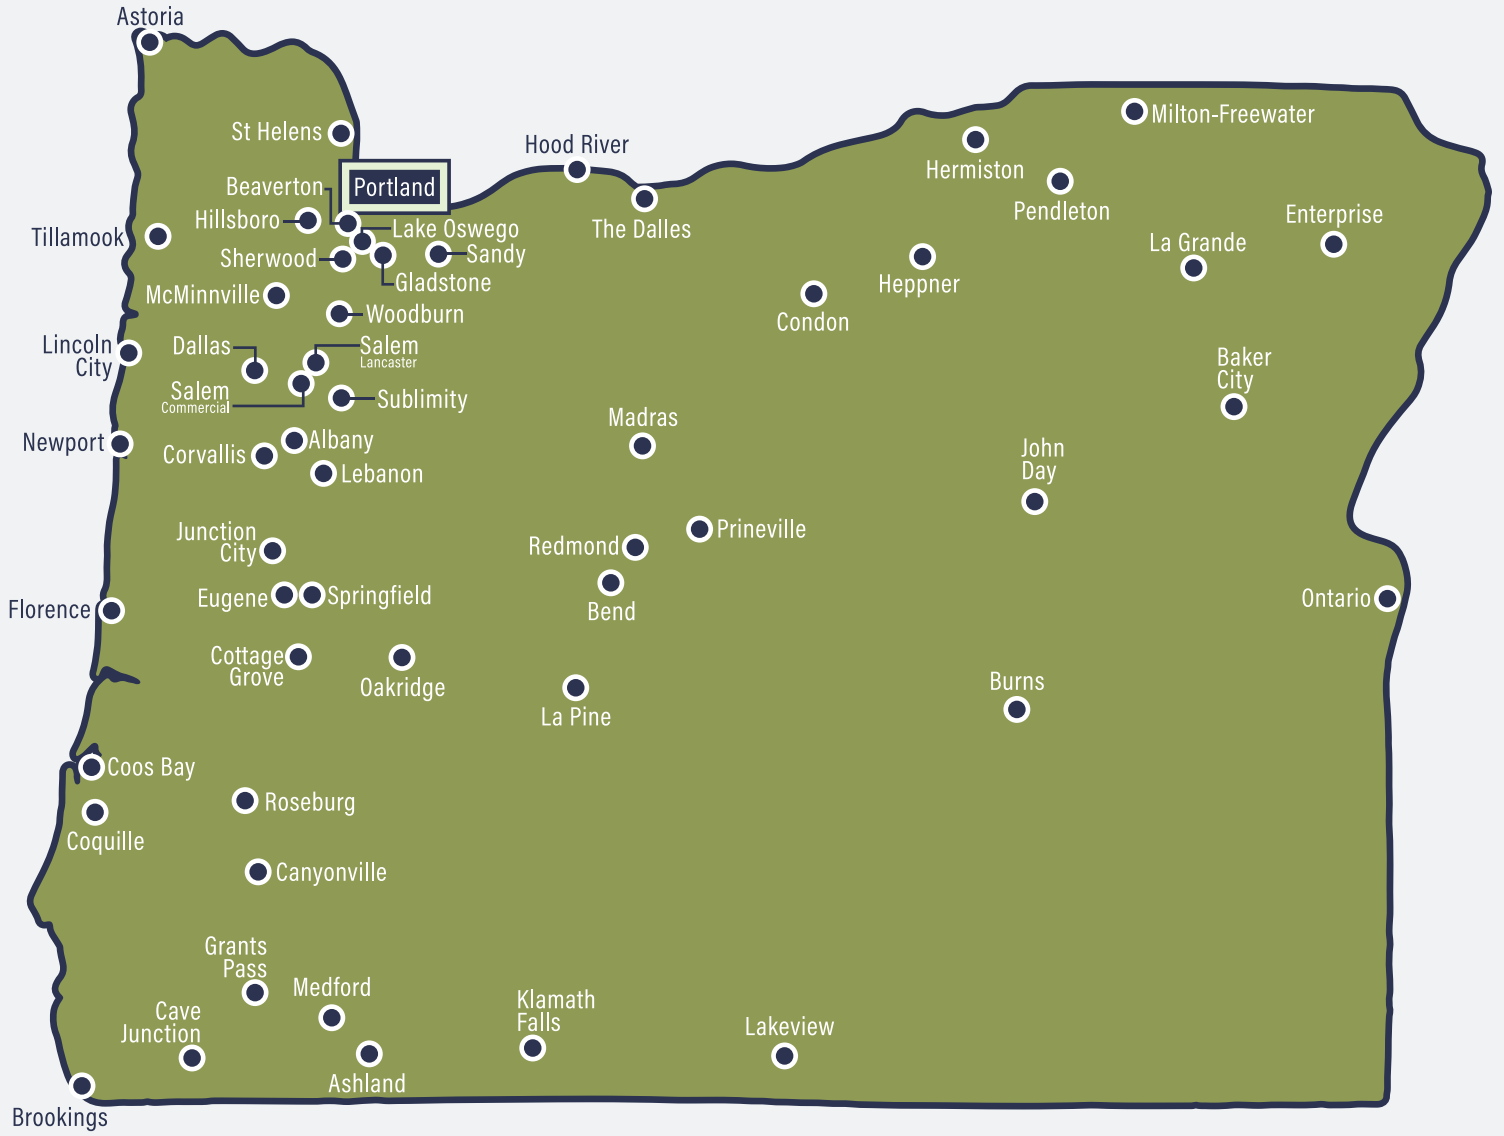 Astoria
St Helens
Hood River
Milton-Freewater
Hermiston
Beaverton
Portland
Pendleton
Hillsboro
Lake Oswego
The Dalles
Enterprise
Tillamook
La Grande
Sherwood
Sandy
Gladstone
Heppner
McMinnville
Woodburn
Condon
Lincoln
City
Dallas
Salem
Lancaster
Baker
City
Salem
Commercial
Sublimity
Madras
Newport
Albany
Corvallis
John
Day
Lebanon
Junction
City
Prineville
Redmond
Eugene
Springfield
Bend
Ontario
Florence
Cottage
Grove
Oakridge
Burns
La Pine
Coos Bay
Roseburg
Coquille
Canyonville
Grants
Pass
Medford
Klamath
Falls
Cave
Junction
Lakeview
Ashland
Brookings